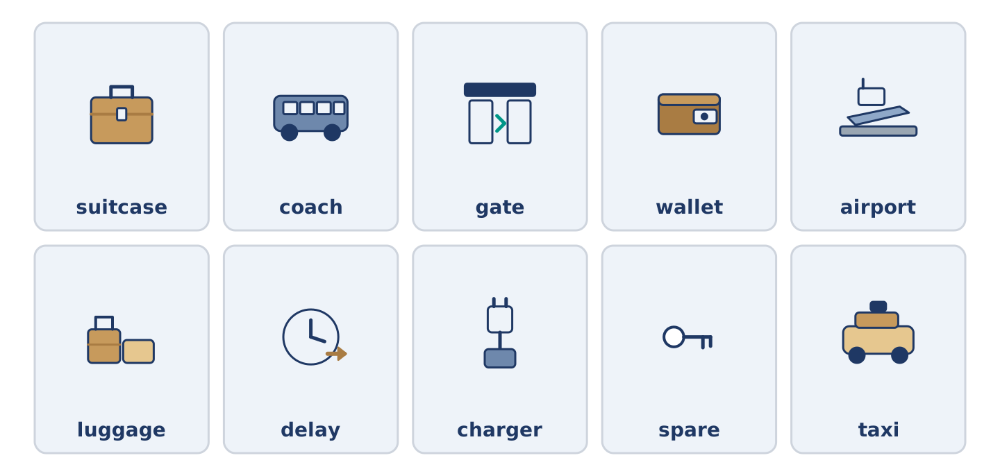 suitcase
coach
gate
wallet
airport
luggage
delay
charger
spare
taxi